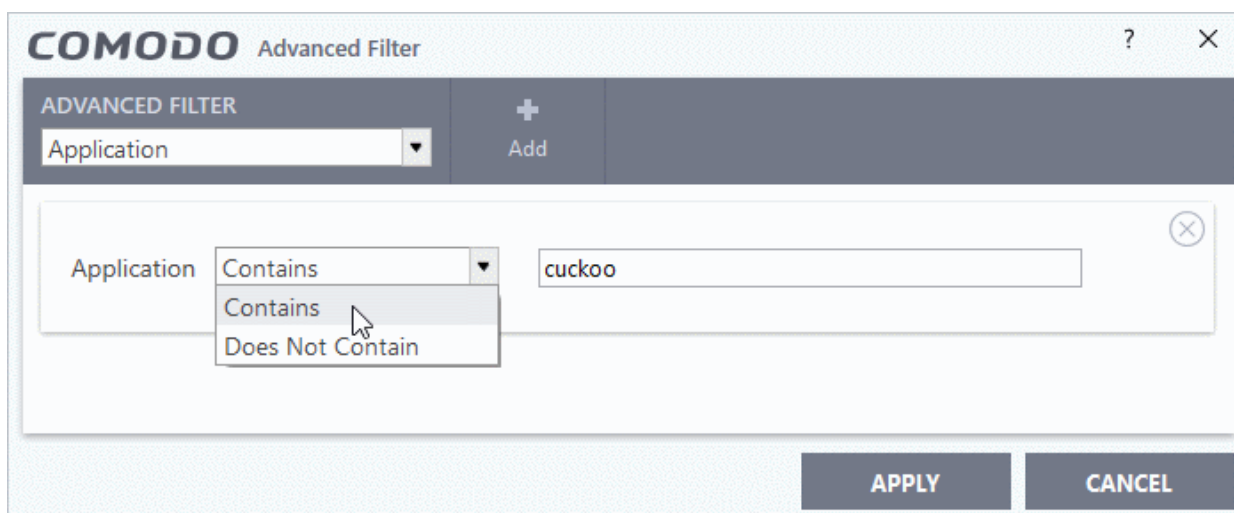 COMODO Advanced Filter ?
ADVANCED FILTER
Application
Add
Application Contains cuckoo
Contains
Does Not Contain
APPLY CANCEL